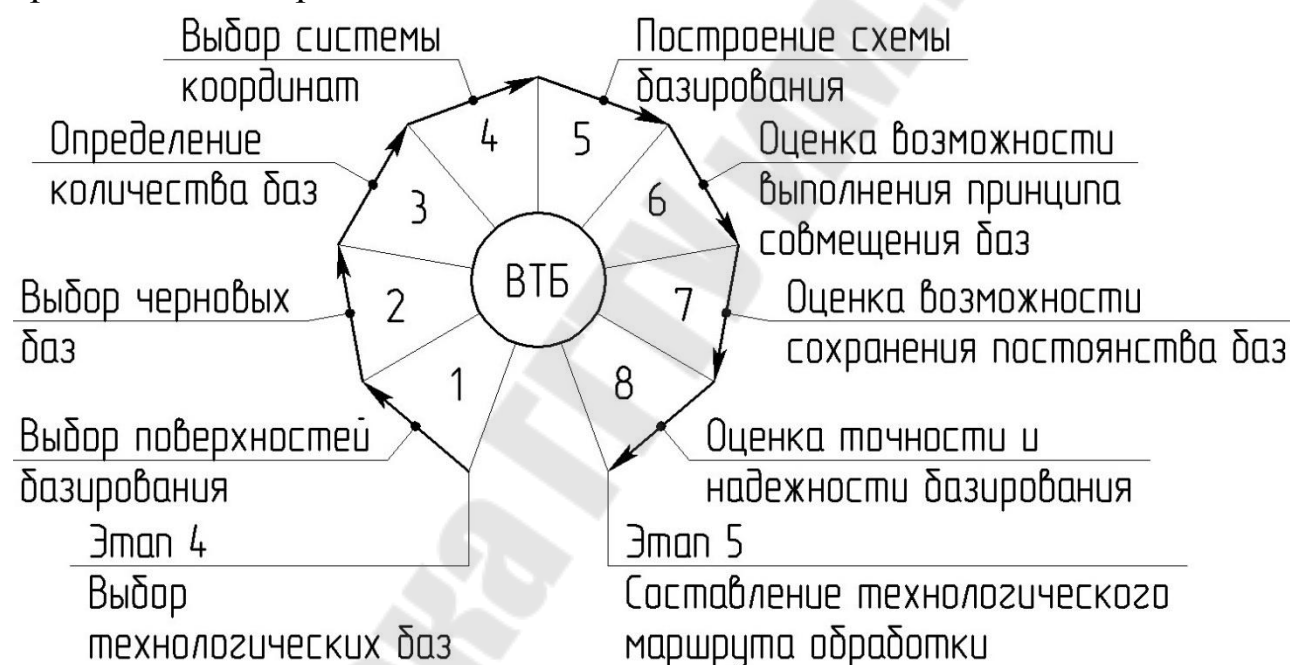 Выбор системы
координат
Построение схемы
базирования
Определение
количества баз
4
5
Оценка возможности
выполнения принципа
совмещения баз
3
6
ВТБ
Выбор черновых
баз
2
7
Оценка возможности
сохранения постоянства баз
1
8
Выбор поверхностей
базирования
Оценка точности и
надежности базирования
Этап 4
Выбор
технологических баз
Этап 5
Составление технологического
маршрута обработки